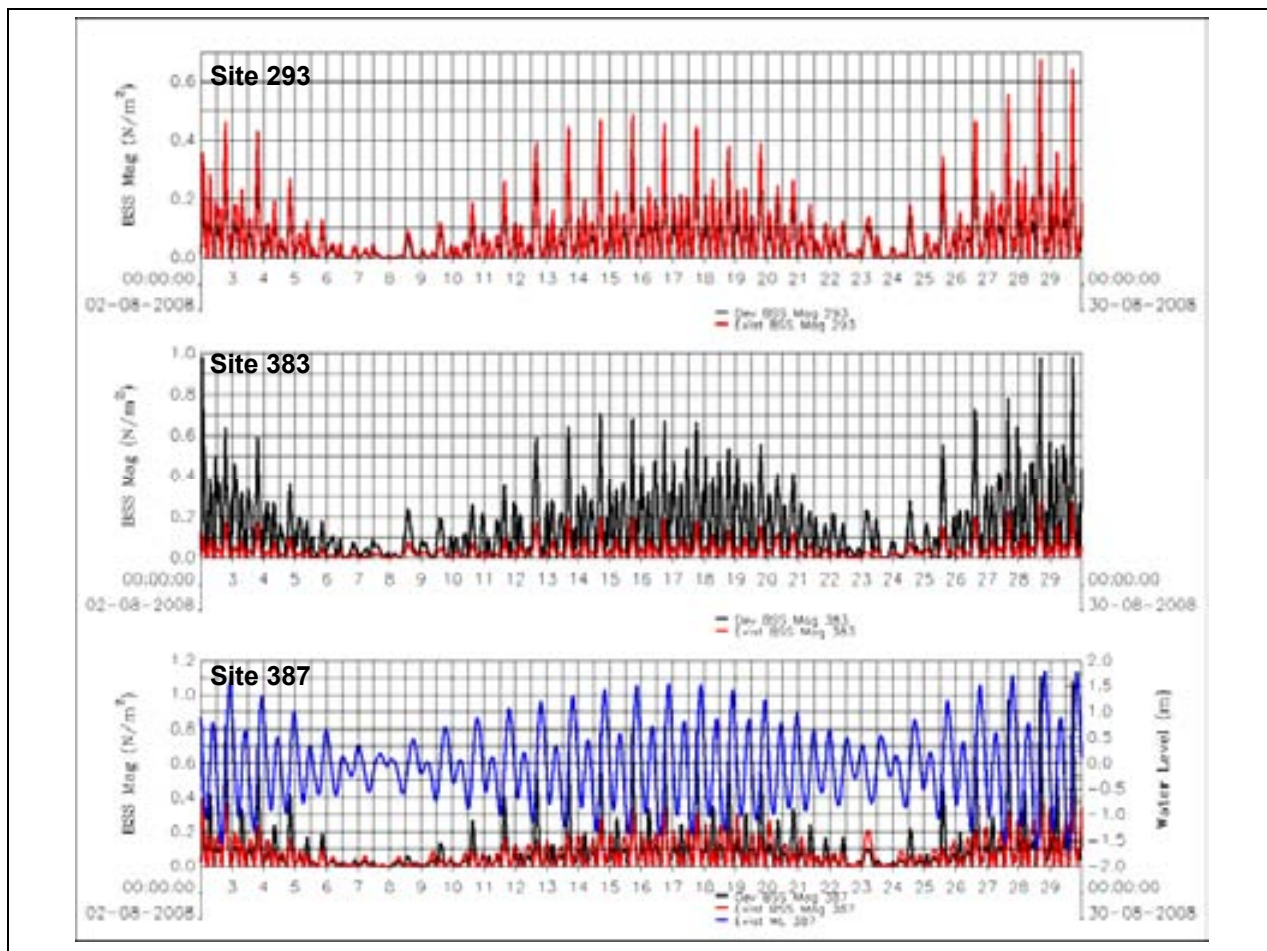 Site 293
BSS Mag (N/m²)
0.6
0.4
0.2
0.0
3 4 5 6 7 8 9 10 11 12 13 14 15 16 17 18 19 20 21 22 23 24 25 26 27 28 29
00:00:00
02-08-2008
00:00:00
30-08-2008
Dev BSS Mag 293
Exist BSS Mag 293
Site 383
BSS Mag (N/m²)
1.0
0.8
0.6
0.4
0.2
0.0
3 4 5 6 7 8 9 10 11 12 13 14 15 16 17 18 19 20 21 22 23 24 25 26 27 28 29
00:00:00
02-08-2008
00:00:00
30-08-2008
Dev BSS Mag 383
Exist BSS Mag 383
Site 387
BSS Mag (N/m²)
1.2
1.0
0.8
0.6
0.4
0.2
0.0
2.0
1.5
1.0
0.5
0.0
−0.5
−1.0
−1.5
−2.0
Water Level (m)
3 4 5 6 7 8 9 10 11 12 13 14 15 16 17 18 19 20 21 22 23 24 25 26 27 28 29
00:00:00
02-08-2008
00:00:00
30-08-2008
Dev BSS Mag 387
Exist BSS Mag 387
Exist WL 387